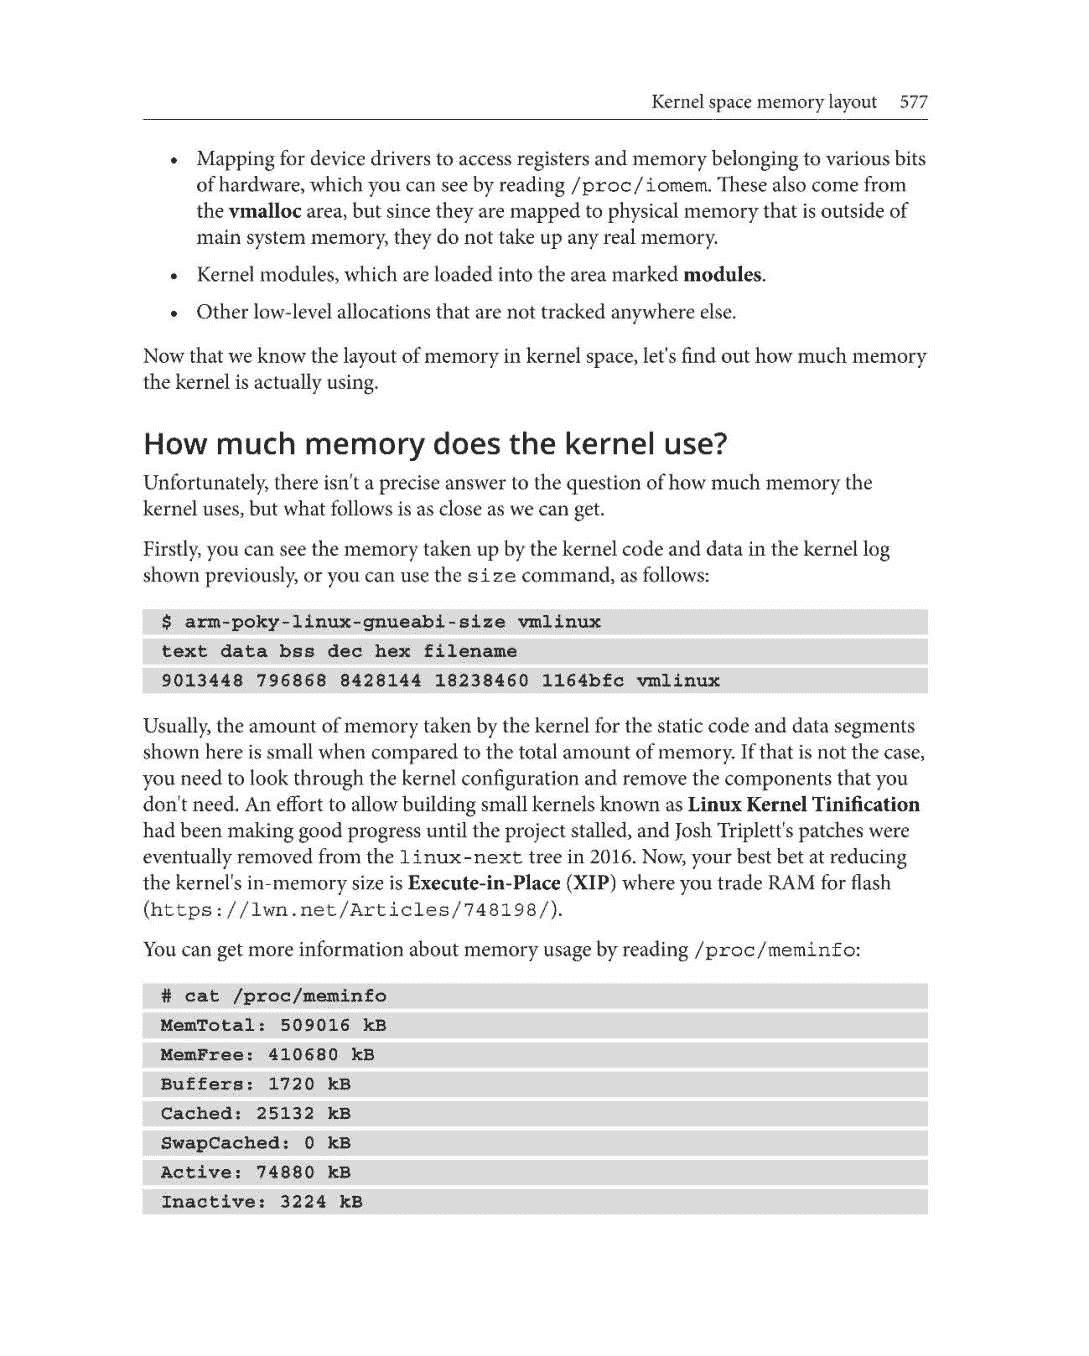 Kernel space memory layout 577
• Mapping for device drivers to access registers and memory belonging to various bits
of hardware, which you can see by reading /proc/iomem. These also come from
the vmalloc area, but since they are mapped to physical memory that is outside of
main system memory, they do not take up any real memory.
• Kernel modules, which are loaded into the area marked modules.
• Other low-level allocations that are not tracked anywhere else.
Now that we know the layout of memory in kernel space, let's find out how much memory
the kernel is actually using.
How much memory does the kernel use?
Unfortunately, there isn't a precise answer to the question of how much memory the
kernel uses, but what follows is as close as we can get.
Firstly, you can see the memory taken up by the kernel code and data in the kernel log
shown previously, or you can use the size command, as follows:
$ arm-poky-linux-gnueabi-size vmlinux
text data bss dec hex filename
9013448 796868 8428144 18238460 1164bfc vmlinux
Usually, the amount of memory taken by the kernel for the static code and data segments
shown here is small when compared to the total amount of memory. If that is not the case,
you need to look through the kernel configuration and remove the components that you
don't need. An effort to allow building small kernels known as Linux Kernel Tinification
had been making good progress until the project stalled, and Josh Triplett's patches were
eventually removed from the linux-next tree in 2016. Now, your best bet at reducing
the kernel's in-memory size is Execute-in-Place (XIP) where you trade RAM for flash
(https://lwn.net/Articles/748198/).
You can get more information about memory usage by reading /proc/meminfo:
# cat /proc/meminfo
MemTotal: 509016 kB
MemFree: 410680 kB
Buffers: 1720 kB
Cached: 25132 kB
SwapCached: 0 kB
Active: 74880 kB
Inactive: 3224 kB